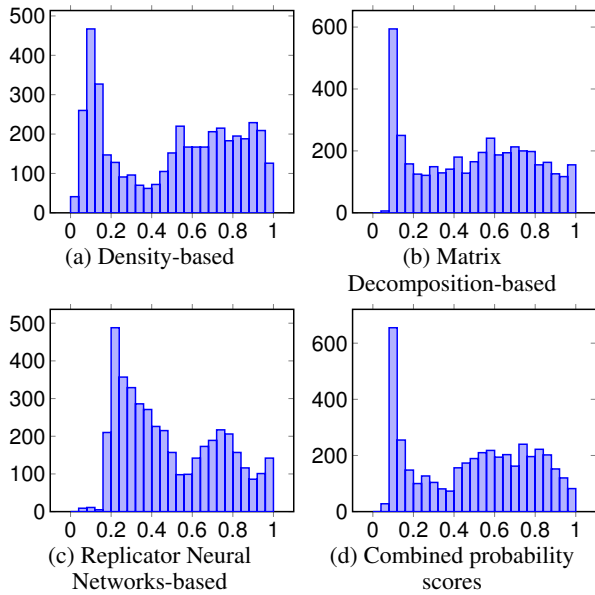 500
400
300
200
100
0
0 0.2 0.4 0.6 0.8 1
(a) Density-based
600
400
200
0
0 0.2 0.4 0.6 0.8 1
(b) Matrix
Decomposition-based
500
400
300
200
100
0
0 0.2 0.4 0.6 0.8 1
(c) Replicator Neural
Networks-based
600
400
200
0
0 0.2 0.4 0.6 0.8 1
(d) Combined probability
scores